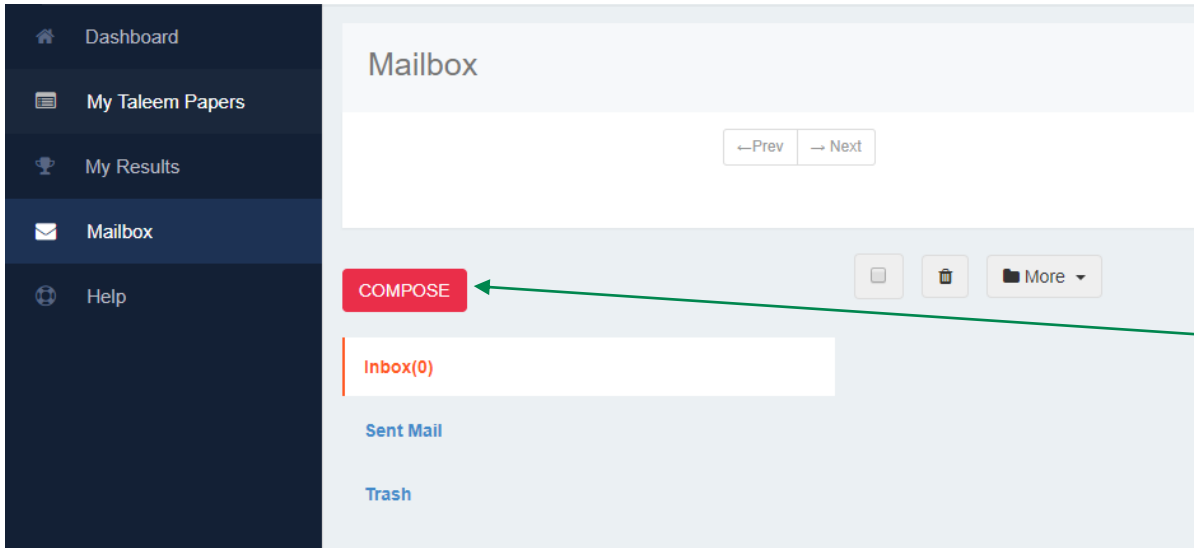 Dashboard
My Taleem Papers
My Results
Mailbox
Help
Mailbox
←Prev → Next
COMPOSE
More
Inbox(0)
Sent Mail
Trash